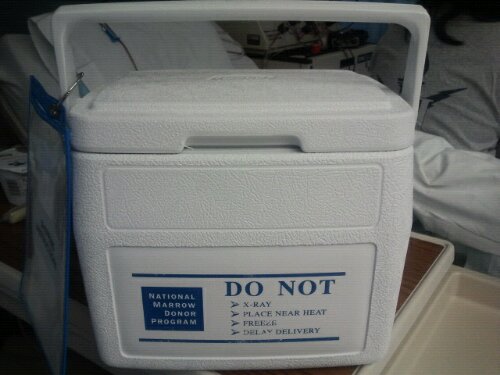 DO NOT
NATIONAL
MARROW
DONOR
PROGRAM
X-RAY
PLACE NEAR HEAT
FREEZE
DELAY DELIVERY